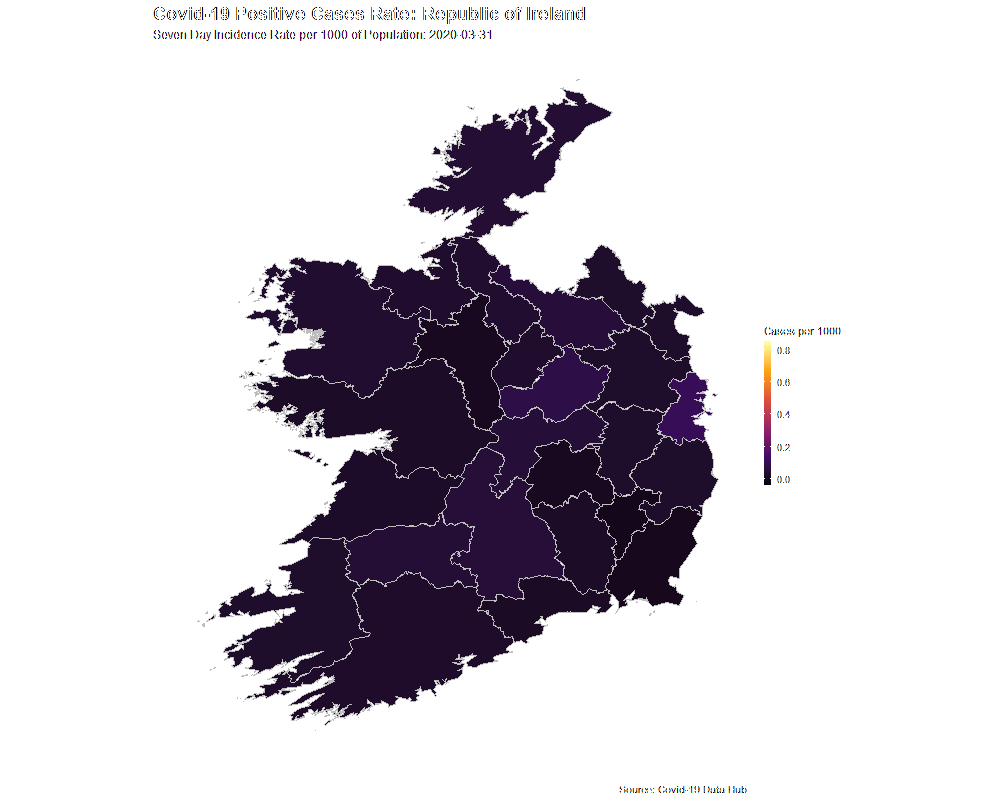 Covid-19 Positive Cases Rate: Republic of Ireland
Seven Day Incidence Rate per 1000 of Population: 2020-03-31
Cases per 1000
0.8
0.6
0.4
0.2
0.0
Source: Covid-19 Data Hub